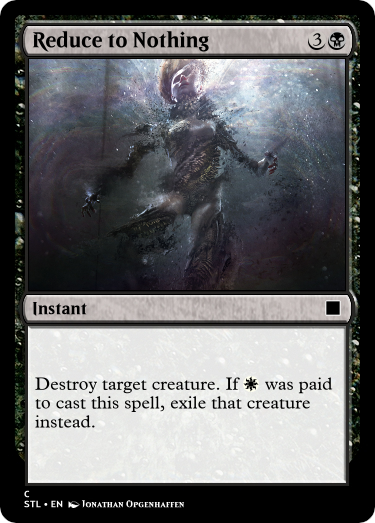 Reduce to Nothing 3
Instant
Destroy target creature. If was paid
to cast this spell, exile that creature
instead.
C
STL • EN Jonathan Opgenhaffen